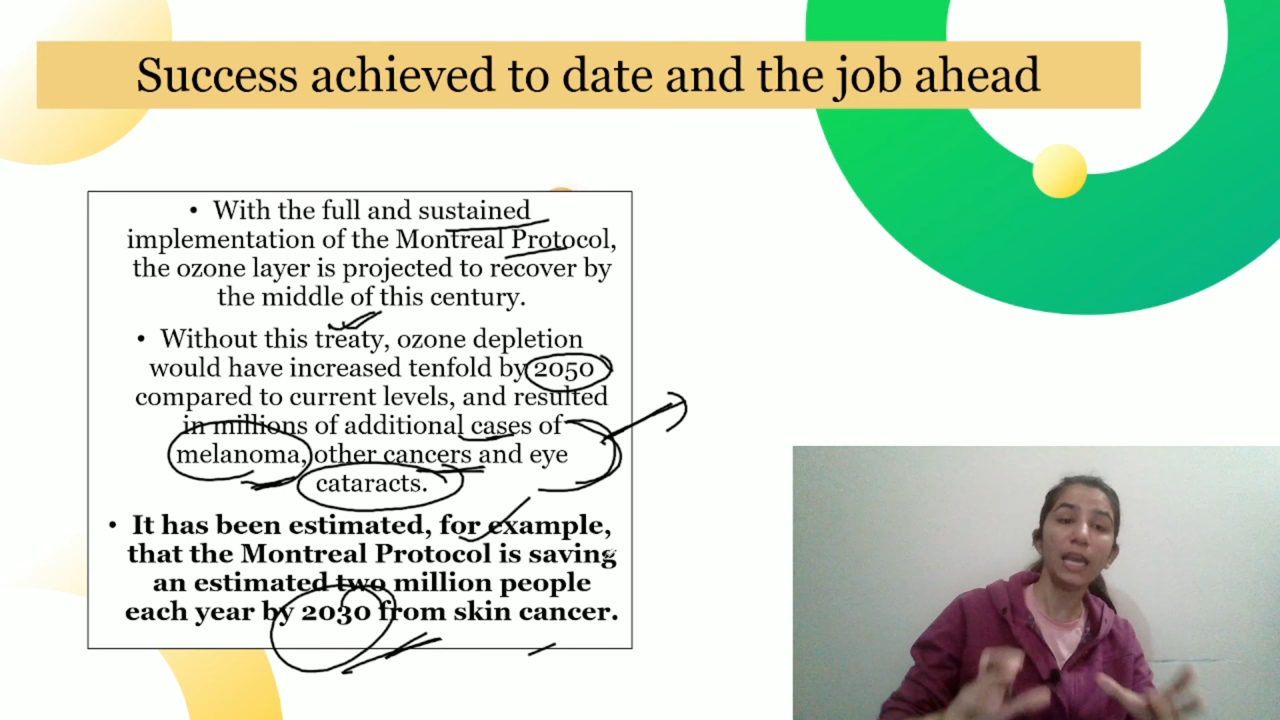 Success achieved to date and the job ahead
• With the full and sustained
implementation of the Montreal Protocol,
the ozone layer is projected to recover by
the middle of this century.
• Without this treaty, ozone depletion
would have increased tenfold by 2050
compared to current levels, and resulted
in millions of additional cases of
melanoma, other cancers and eye
cataracts.
• It has been estimated, for example,
that the Montreal Protocol is saving
an estimated two million people
each year by 2030 from skin cancer.